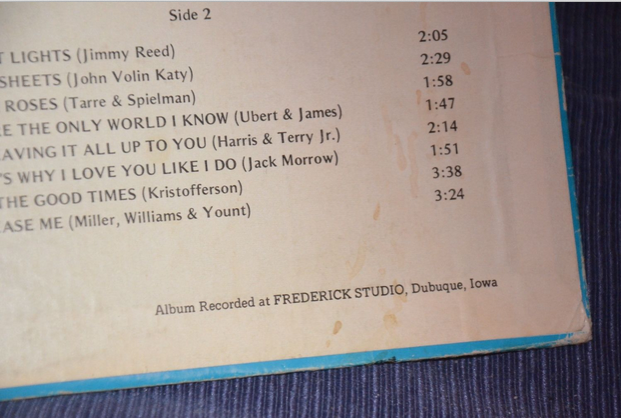 Side 2
T LIGHTS (Jimmy Reed) 2:05
SHEETS (John Volin Katy) 2:29
ROSES (Tarre & Spielman) 1:58
E THE ONLY WORLD I KNOW (Ubert & James) 1:47
AVING IT ALL UP TO YOU (Harris & Terry Jr.) 2:14
'S WHY I LOVE YOU LIKE I DO (Jack Morrow) 1:51
THE GOOD TIMES (Kristofferson) 3:38
ASE ME (Miller, Williams & Yount) 3:24
Album Recorded at FREDERICK STUDIO, Dubuque, Iowa